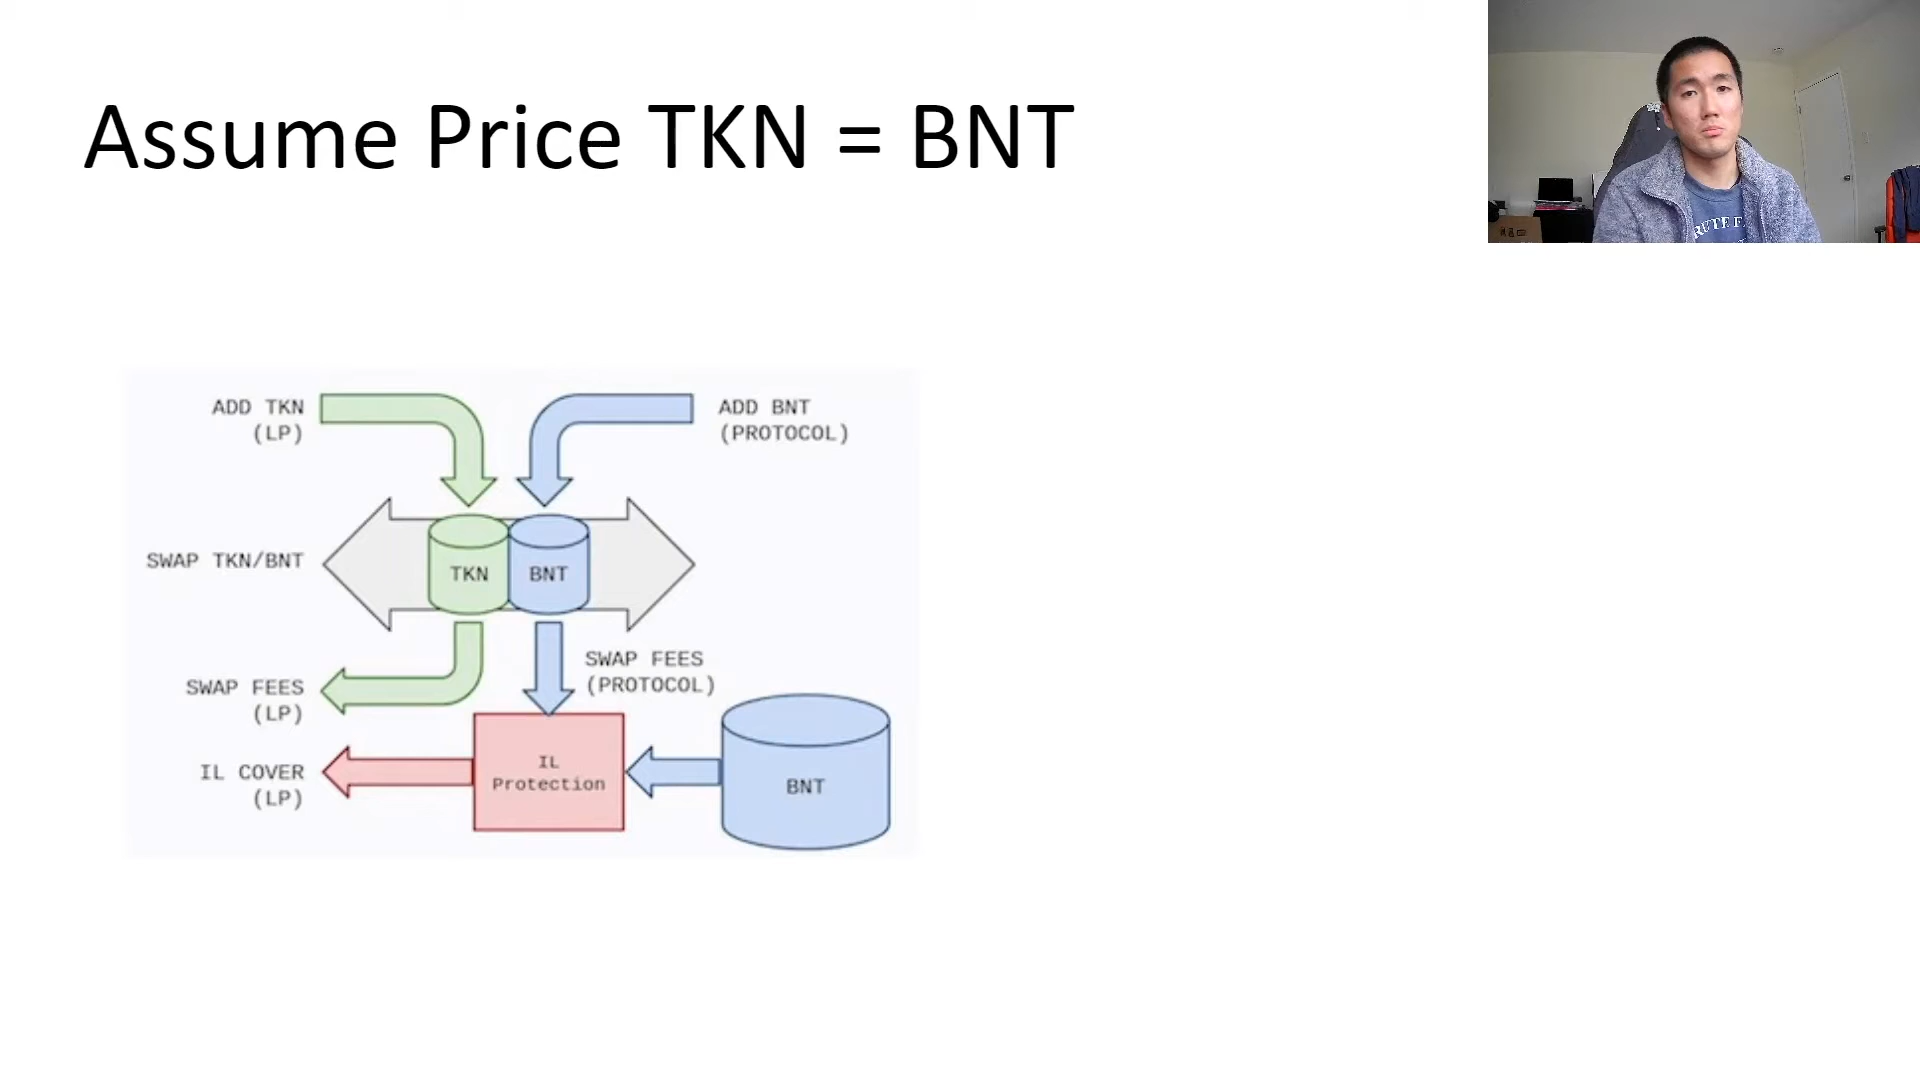 Assume Price TKN = BNT
ADD TKN
(LP)
ADD BNT
(PROTOCOL)
SWAP TKN/BNT
TKN
BNT
SWAP FEES
(LP)
SWAP FEES
(PROTOCOL)
IL COVER
(LP)
IL
Protection
BNT